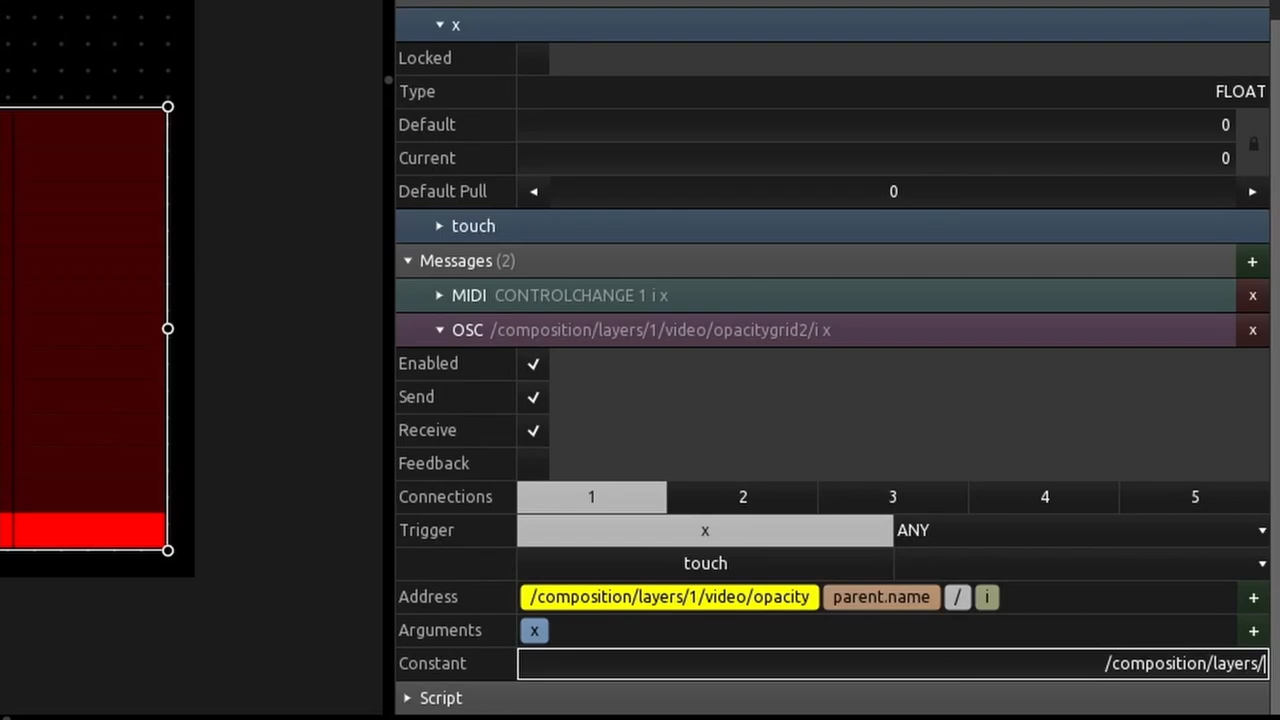 x
Locked
Type FLOAT
Default 0
Current 0
Default Pull 0
touch
Messages (2) +
MIDI CONTROLCHANGE 1 i x x
OSC /composition/layers/1/video/opacitygrid2/i x x
Enabled
Send
Receive
Feedback
Connections 1 2 3 4 5
Trigger x ANY
touch
Address /composition/layers/1/video/opacity parent.name / i +
Arguments x +
Constant /composition/layers/
Script